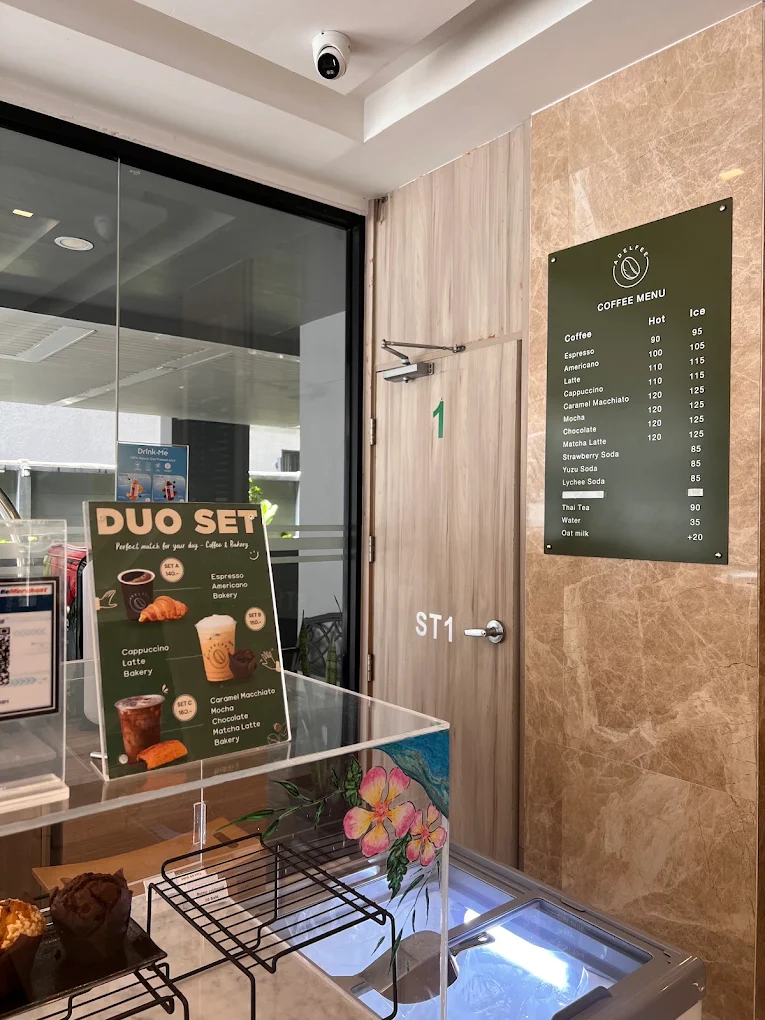 ADELFEE
COFFEE MENU
Coffee Hot Ice
Espresso 90 95
Americano 100 105
Latte 110 115
Cappuccino 110 115
Caramel Macchiato 120 125
Mocha 120 125
Chocolate 120 125
Matcha Latte 120 125
Strawberry Soda 85
Yuzu Soda 85
Lychee Soda 85
Thai Tea 90
Water 35
Oat milk +20
1
ST1
Drink-Me
DUO SET
Perfect match for your day - Coffee & Bakery
SET A
140.-
Espresso
Americano
Bakery
SET B
150.-
Cappuccino
Latte
Bakery
SET C
160.-
Caramel Macchiato
Mocha
Chocolate
Matcha Latte
Bakery